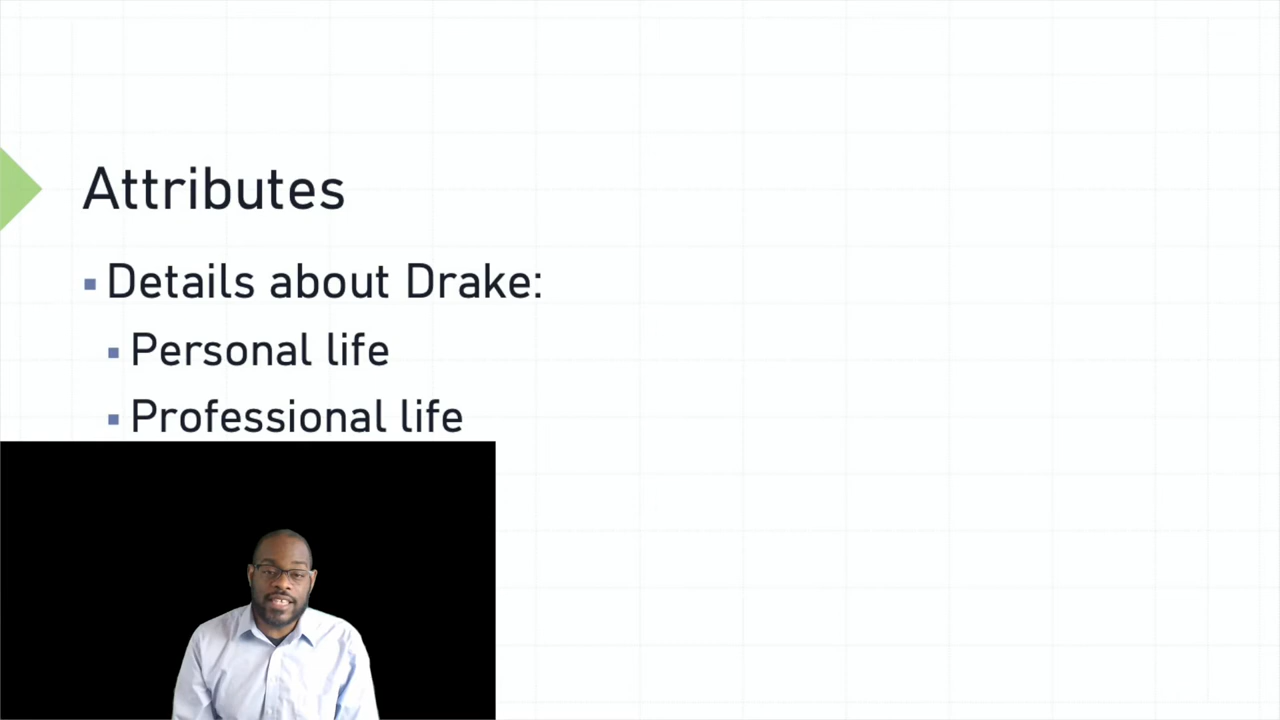 Attributes
Details about Drake:
Personal life
Professional life